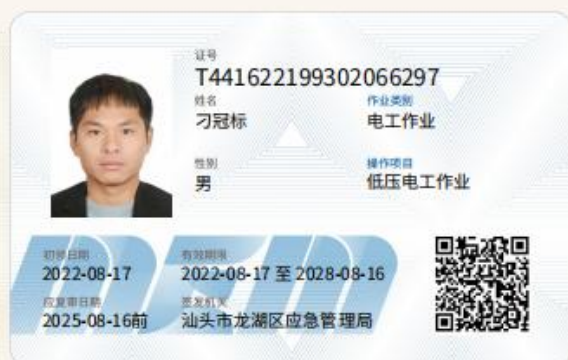 证号
T441622199302066297
姓名 作业类别
刁冠标 电工作业
性别 操作项目
男 低压电工作业
初领日期 有效期限
2022-08-17 2022-08-17 至 2028-08-16
应复审日期 签发机关
2025-08-16前 汕头市龙湖区应急管理局